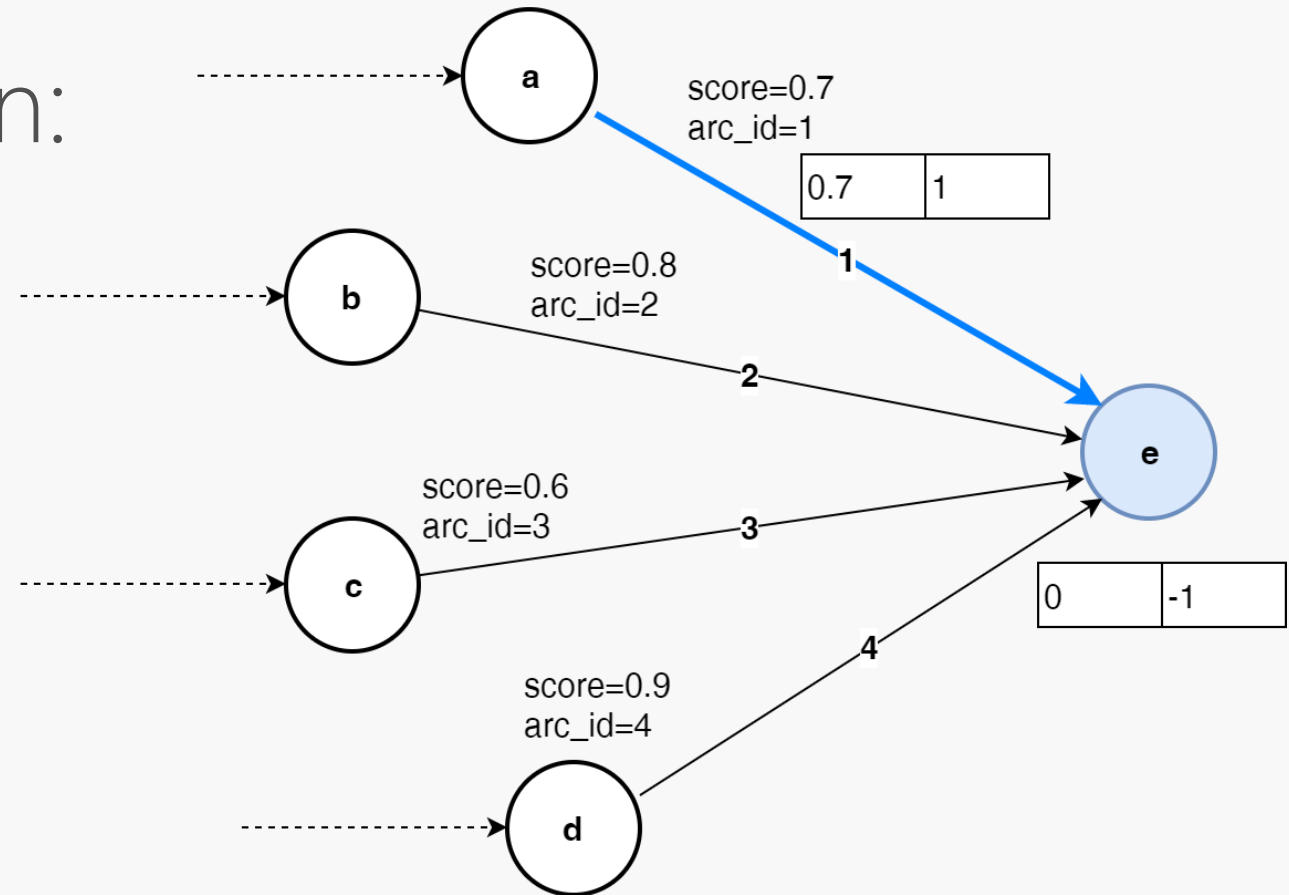 n:
a
score=0.7
arc_id=1
0.7 1
1
b
score=0.8
arc_id=2
2
e
c
score=0.6
arc_id=3
3
0 -1
4
score=0.9
arc_id=4
d